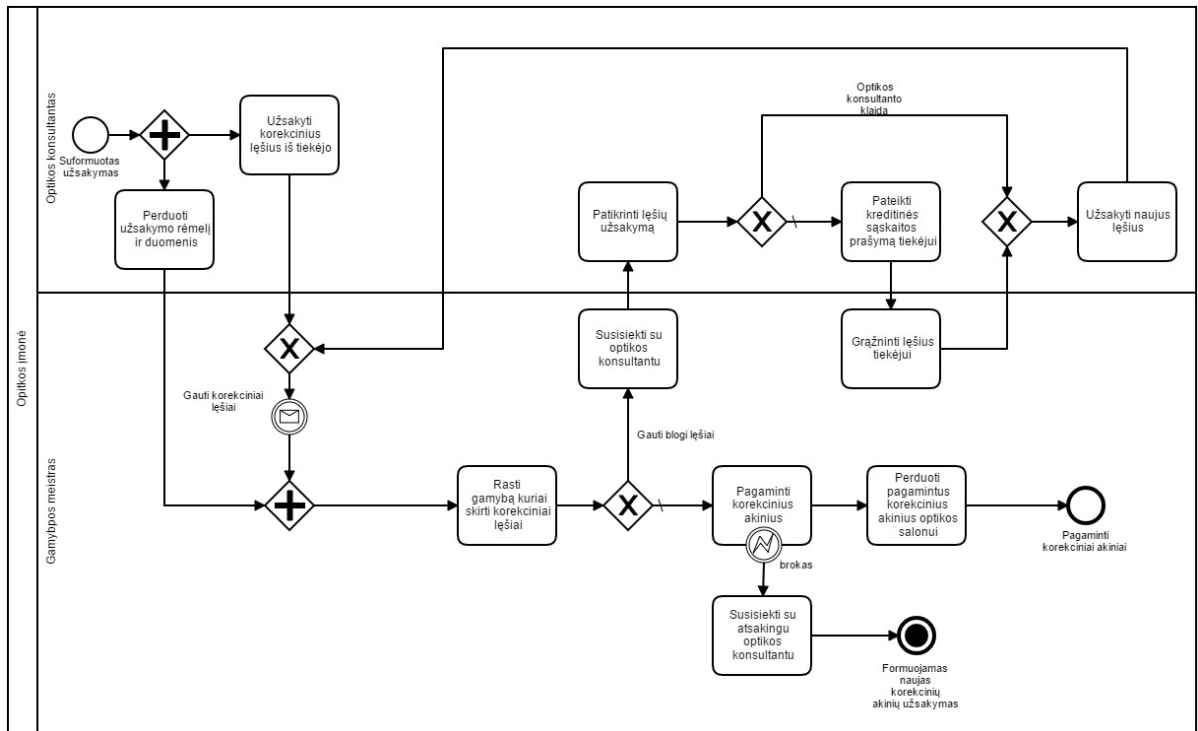 Opitkos įmonė
Optikos konsultantas
Suformuotas
užsakymas
Užsakyti
korekcinius
lęšius iš tiekėjo
Perduoti
užsakymo rėmelį
ir duomenis
Patikrinti lęšių
užsakymą
Optikos
konsultanto
klaida
Pateikti
kreditinės
sąskaitos
prašymą tiekėjui
Užsakyti naujus
lęšius
Gamybpos meistras
Gauti korekciniai
lęšiai
Susisiekti su
optikos
konsultantu
Grąžninti lęšius
tiekėjui
Gauti blogi lęšiai
Rasti
gamybą kuriai
skirti korekciniai
lęšiai
Pagaminti
korekcinius
akinius
brokas
Perduoti
pagamintus
korekcinius
akinius optikos
salonui
Pagaminti
korekciniai akiniai
Susisiekti su
atsakingu
optikos
konsultantu
Formuojamas
naujas
korekcinių
akinių užsakymas